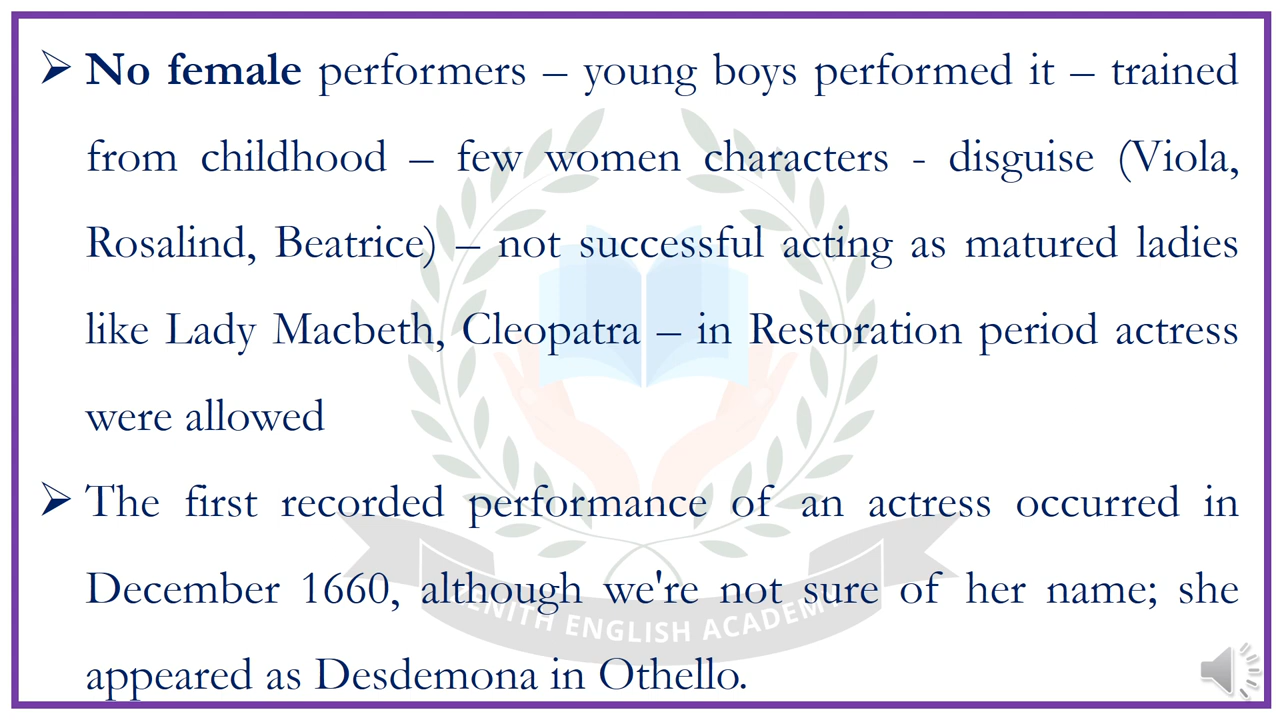 ➢ No female performers – young boys performed it – trained
from childhood – few women characters - disguise (Viola,
Rosalind, Beatrice) – not successful acting as matured ladies
like Lady Macbeth, Cleopatra – in Restoration period actress
were allowed
➢ The first recorded performance of an actress occurred in
December 1660, although we're not sure of her name; she
ZENITH ENGLISH ACADEMY
appeared as Desdemona in Othello.